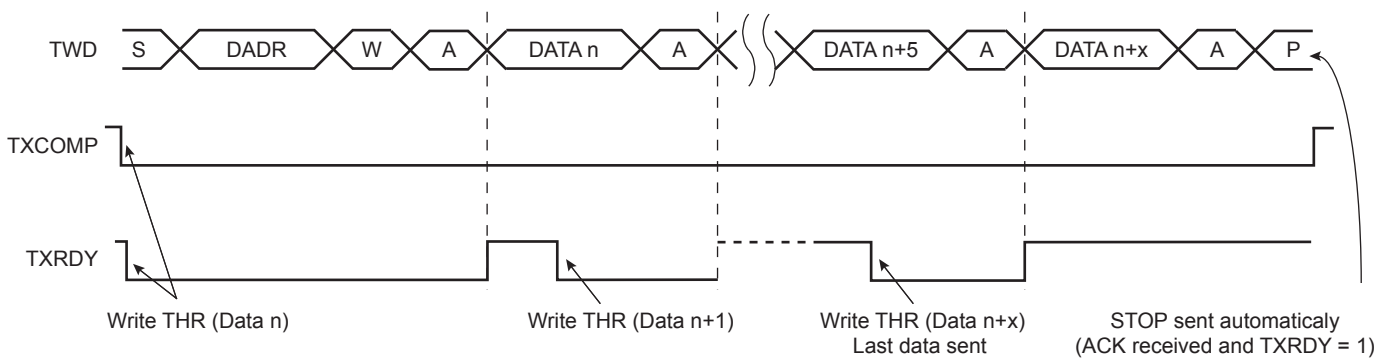 TWD S DADR W A DATA n A DATA n+5 A DATA n+x A P
TXCOMP
TXRDY
Write THR (Data n)
Write THR (Data n+1)
Write THR (Data n+x)
Last data sent
STOP sent automaticaly
(ACK received and TXRDY = 1)